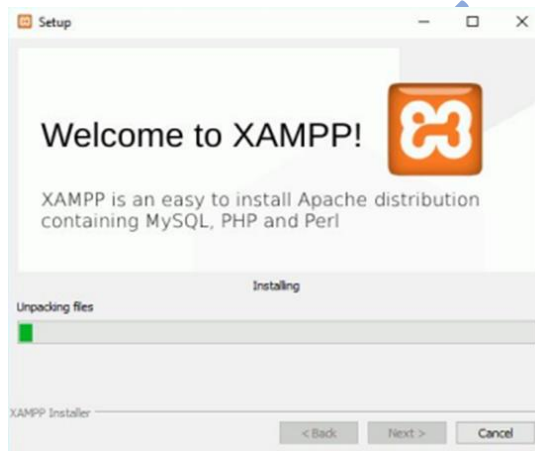 Setup
Welcome to XAMPP!
XAMPP is an easy to install Apache distribution
containing MySQL, PHP and Perl
Installing
Unpacking files
XAMPP Installer
< Back
Next >
Cancel